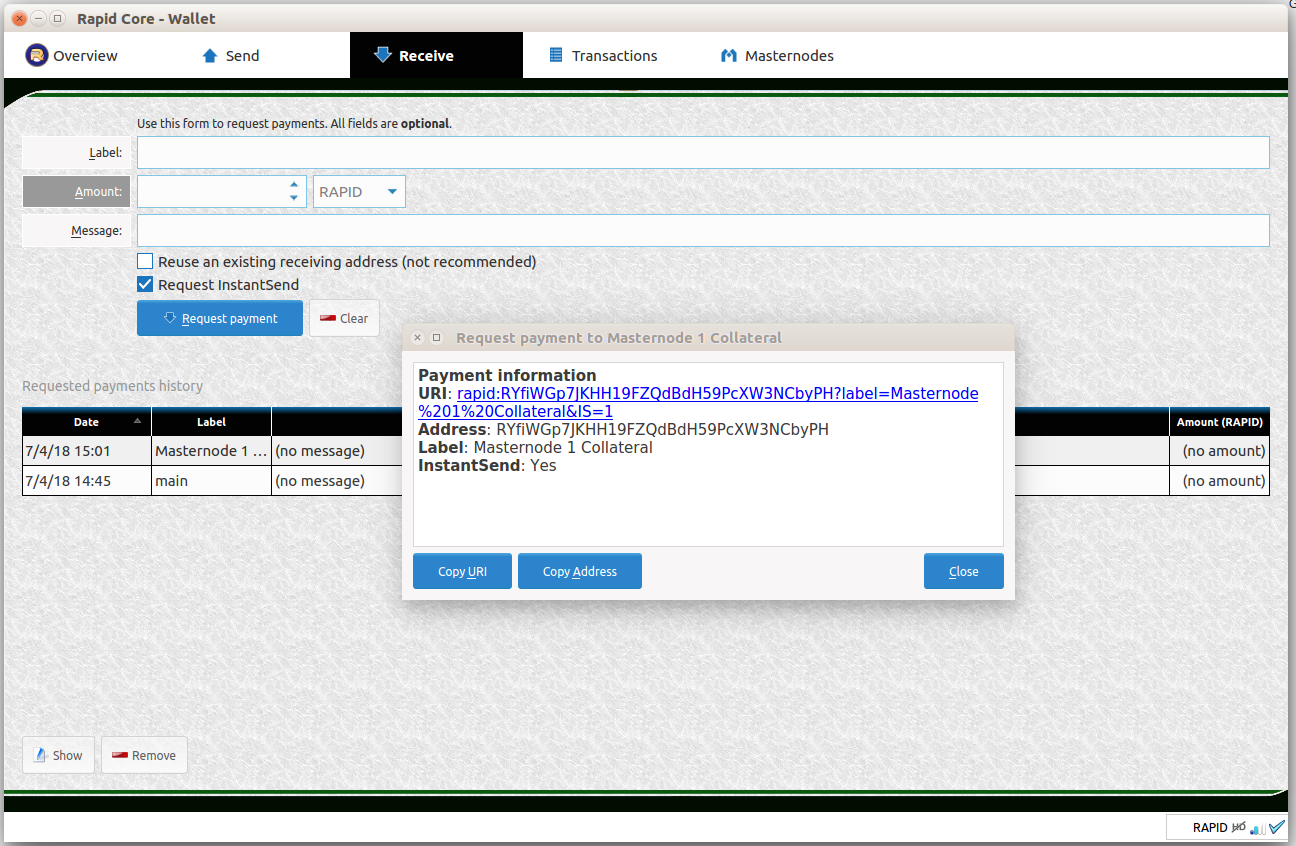 Rapid Core - Wallet
Overview
Send
Receive
Transactions
Masternodes
Use this form to request payments. All fields are optional.
Label:
Amount:
RAPID
Message:
Reuse an existing receiving address (not recommended)
Request InstantSend
Request payment
Clear
Request payment to Masternode 1 Collateral
Payment information
URI: rapid:RYfiWGp7JKHH19FZQdBdH59PcXW3NCbyPH?label=Masternode
%201%20Collateral&IS=1
Address: RYfiWGp7JKHH19FZQdBdH59PcXW3NCbyPH
Label: Masternode 1 Collateral
InstantSend: Yes
Copy URI
Copy Address
Close
Requested payments history
Date Label Amount (RAPID)
7/4/18 15:01 Masternode 1 ... (no message) (no amount)
7/4/18 14:45 main (no message) (no amount)
Show
Remove
RAPID HD